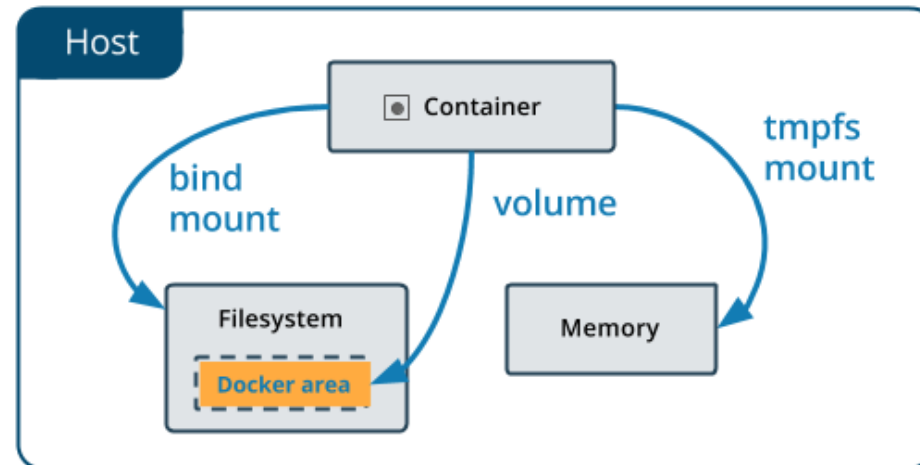 Host
Container
bind
mount
volume
tmpfs
mount
Filesystem
Docker area
Memory